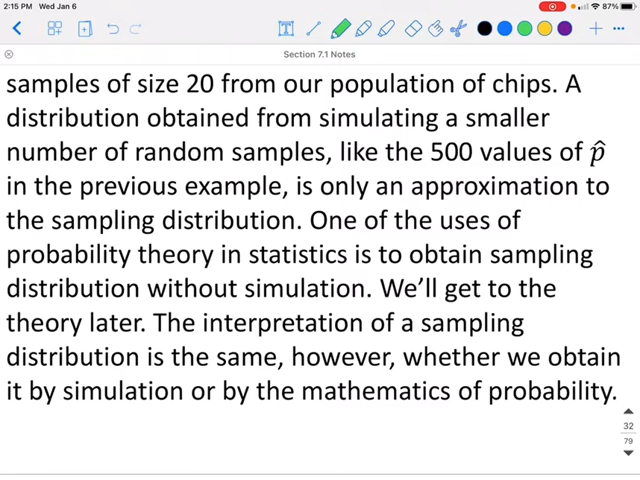 2:15 PM Wed Jan 6
87%
Section 7.1 Notes
samples of size 20 from our population of chips. A
distribution obtained from simulating a smaller
number of random samples, like the 500 values of p̂
in the previous example, is only an approximation to
the sampling distribution. One of the uses of
probability theory in statistics is to obtain sampling
distribution without simulation. We’ll get to the
theory later. The interpretation of a sampling
distribution is the same, however, whether we obtain
it by simulation or by the mathematics of probability.
32
79